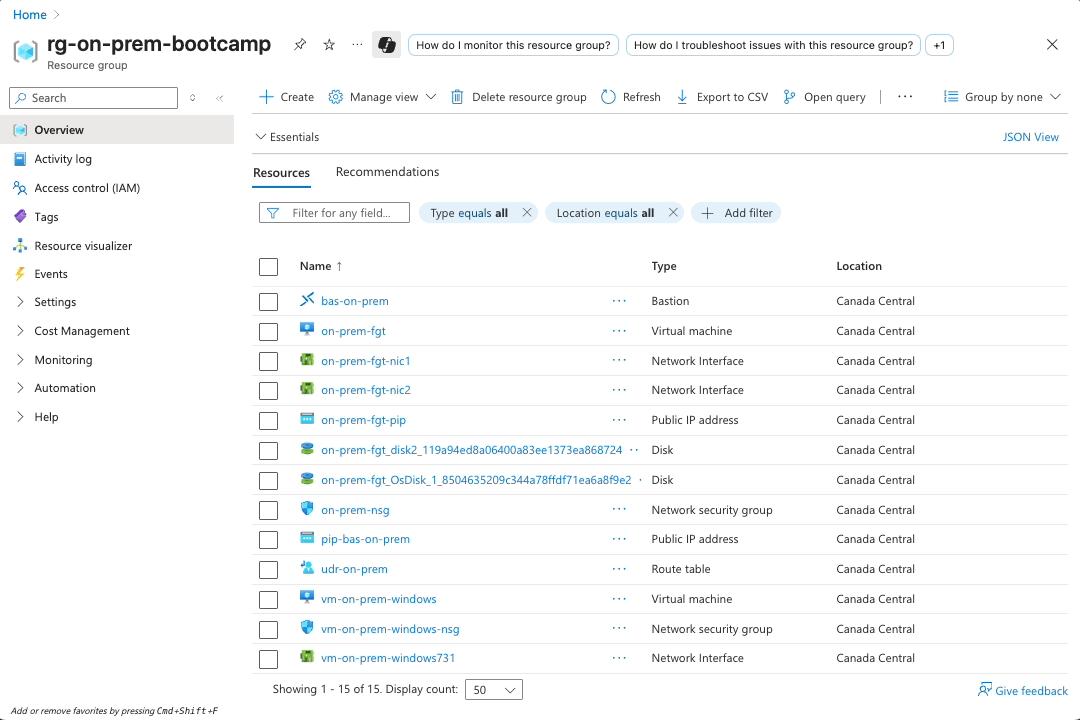 Home
rg-on-prem-bootcamp
Resource group
How do I monitor this resource group?
How do I troubleshoot issues with this resource group?
+1
Search
Create
Manage view
Delete resource group
Refresh
Export to CSV
Open query
Group by none
Overview
Activity log
Access control (IAM)
Tags
Resource visualizer
Events
Settings
Cost Management
Monitoring
Automation
Help
Essentials
JSON View
Resources
Recommendations
Filter for any field...
Type equals all
Location equals all
Add filter
Name ↑ Type Location
bas-on-prem ··· Bastion Canada Central
on-prem-fgt ··· Virtual machine Canada Central
on-prem-fgt-nic1 ··· Network Interface Canada Central
on-prem-fgt-nic2 ··· Network Interface Canada Central
on-prem-fgt-pip ··· Public IP address Canada Central
on-prem-fgt_disk2_119a94ed8a06400a83ee1373ea868724 ·· Disk Canada Central
on-prem-fgt_OsDisk_1_8504635209c344a78ffdf71ea6a8f9e2 · Disk Canada Central
on-prem-nsg ··· Network security group Canada Central
pip-bas-on-prem ··· Public IP address Canada Central
udr-on-prem ··· Route table Canada Central
vm-on-prem-windows ··· Virtual machine Canada Central
vm-on-prem-windows-nsg ··· Network security group Canada Central
vm-on-prem-windows731 ··· Network Interface Canada Central
Showing 1 - 15 of 15. Display count: 50
Give feedback
Add or remove favorites by pressing Cmd+Shift+F